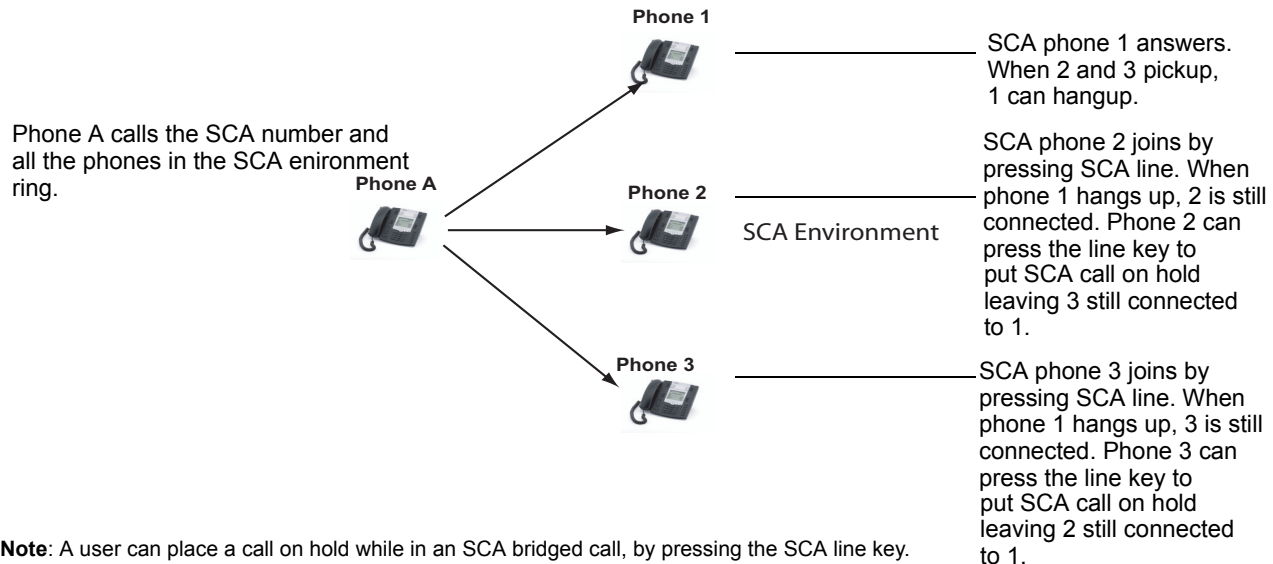 Phone A calls the SCA number and
all the phones in the SCA enironment
ring.
Phone A
Phone 1
SCA phone 1 answers.
When 2 and 3 pickup,
1 can hangup.
Phone 2
SCA Environment
SCA phone 2 joins by
pressing SCA line. When
phone 1 hangs up, 2 is still
connected. Phone 2 can
press the line key to
put SCA call on hold
leaving 3 still connected
to 1.
Phone 3
SCA phone 3 joins by
pressing SCA line. When
phone 1 hangs up, 3 is still
connected. Phone 3 can
press the line key to
put SCA call on hold
leaving 2 still connected
to 1.
Note: A user can place a call on hold while in an SCA bridged call, by pressing the SCA line key.